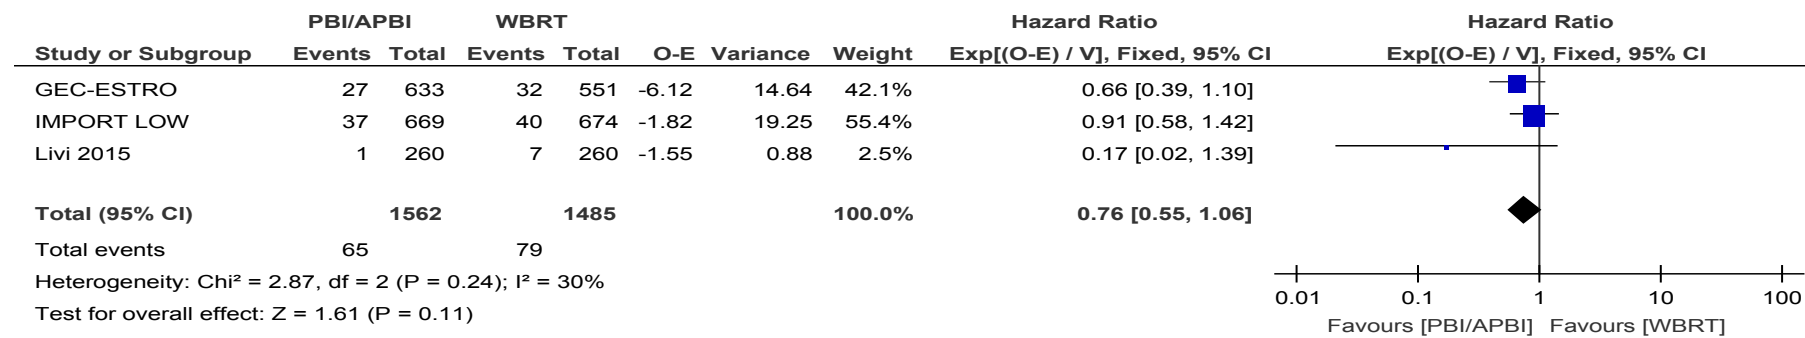 PBI/APBI WBRT Hazard Ratio Hazard Ratio
Study or Subgroup Events Total Events Total O-E Variance Weight Exp[(O-E) / V], Fixed, 95% CI Exp[(O-E) / V], Fixed, 95% CI
GEC-ESTRO 27 633 32 551 -6.12 14.64 42.1% 0.66 [0.39, 1.10]
IMPORT LOW 37 669 40 674 -1.82 19.25 55.4% 0.91 [0.58, 1.42]
Livi 2015 1 260 7 260 -1.55 0.88 2.5% 0.17 [0.02, 1.39]
Total (95% CI) 1562 1485 100.0% 0.76 [0.55, 1.06]
Total events 65 79
Heterogeneity: Chi² = 2.87, df = 2 (P = 0.24); I² = 30%
Test for overall effect: Z = 1.61 (P = 0.11)
0.01 0.1 1 10 100
Favours [PBI/APBI] Favours [WBRT]